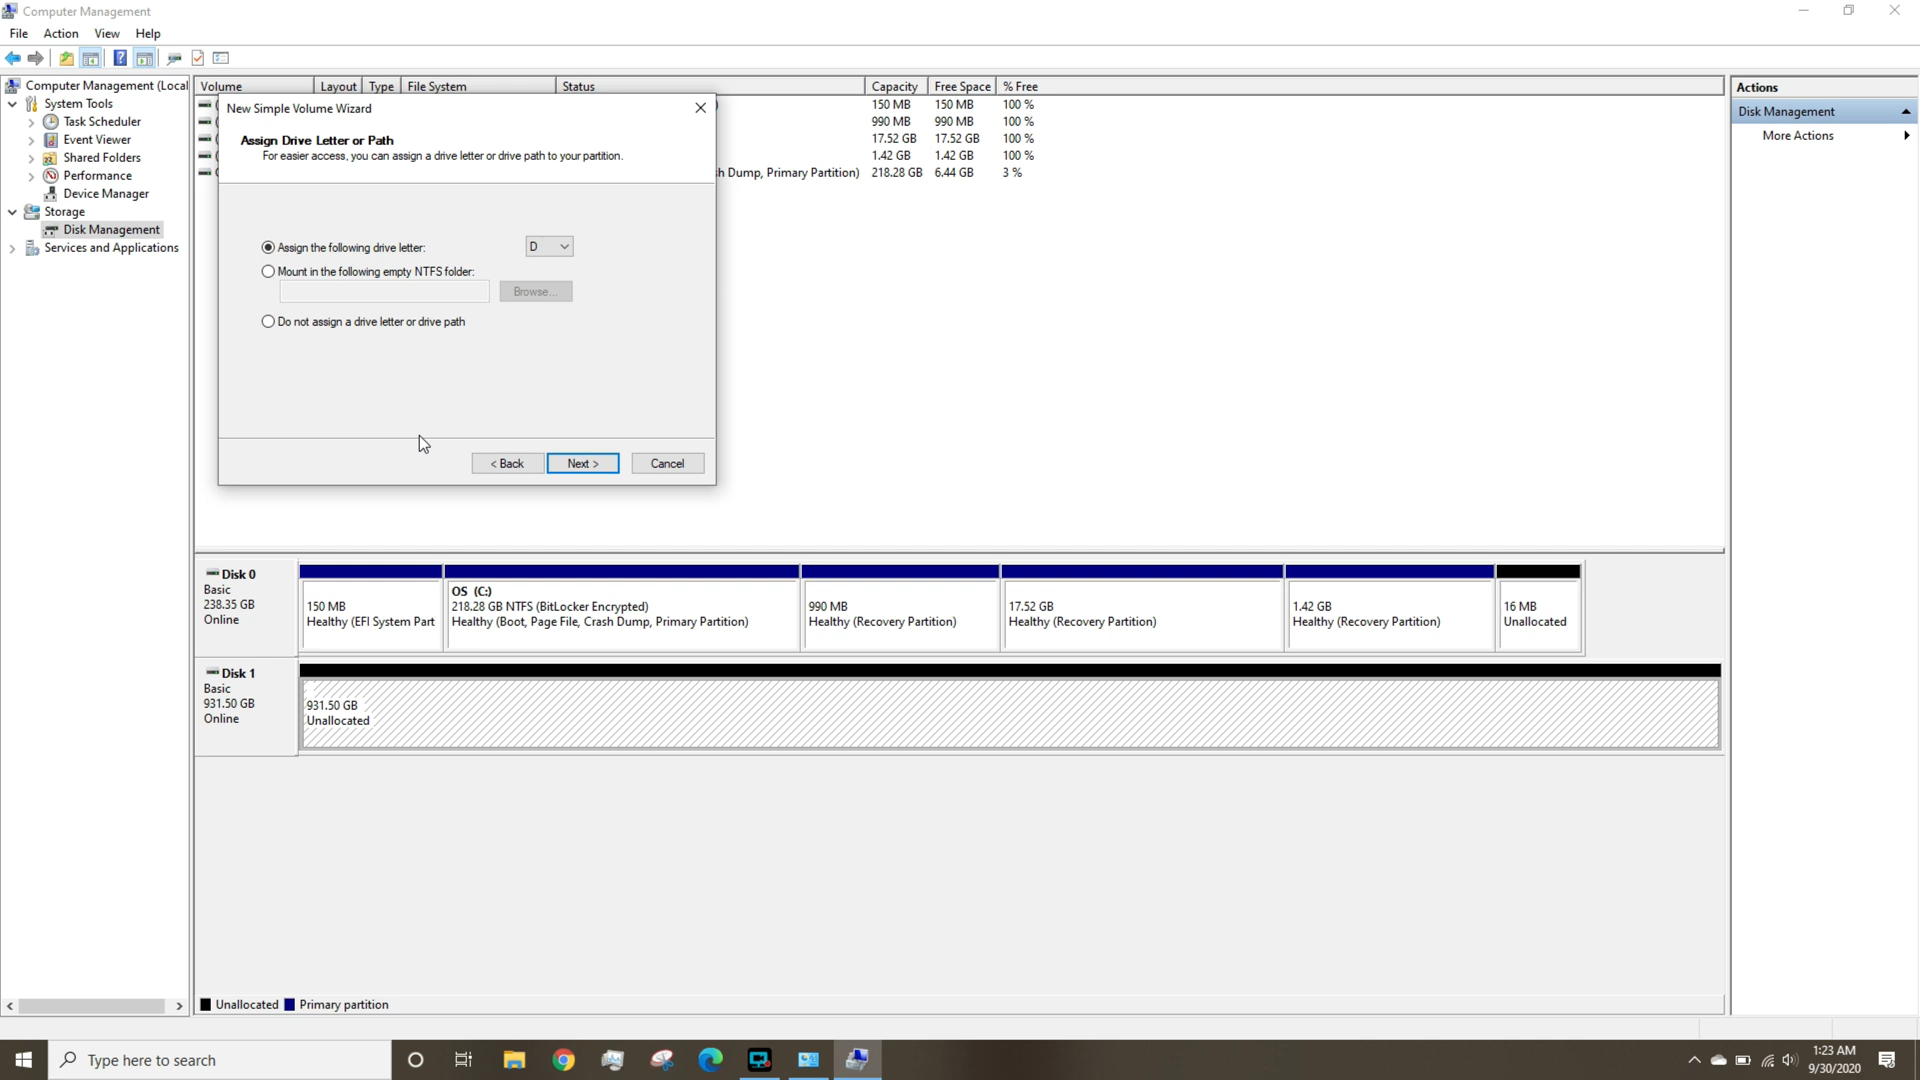 Computer Management
File Action View Help
Computer Management (Local
System Tools
Task Scheduler
Event Viewer
Shared Folders
Performance
Device Manager
Storage
Disk Management
Services and Applications
Volume Layout Type File System Status Capacity Free Space % Free
150 MB 150 MB 100 %
990 MB 990 MB 100 %
17.52 GB 17.52 GB 100 %
1.42 GB 1.42 GB 100 %
h Dump, Primary Partition) 218.28 GB 6.44 GB 3 %
New Simple Volume Wizard
Assign Drive Letter or Path
For easier access, you can assign a drive letter or drive path to your partition.
Assign the following drive letter: D
Mount in the following empty NTFS folder:
Browse...
Do not assign a drive letter or drive path
< Back Next > Cancel
Actions
Disk Management
More Actions
Disk 0
Basic
238.35 GB
Online
150 MB
Healthy (EFI System Part
OS (C:)
218.28 GB NTFS (BitLocker Encrypted)
Healthy (Boot, Page File, Crash Dump, Primary Partition)
990 MB
Healthy (Recovery Partition)
17.52 GB
Healthy (Recovery Partition)
1.42 GB
Healthy (Recovery Partition)
16 MB
Unallocated
Disk 1
Basic
931.50 GB
Online
931.50 GB
Unallocated
Unallocated Primary partition
Type here to search
1:23 AM
9/30/2020